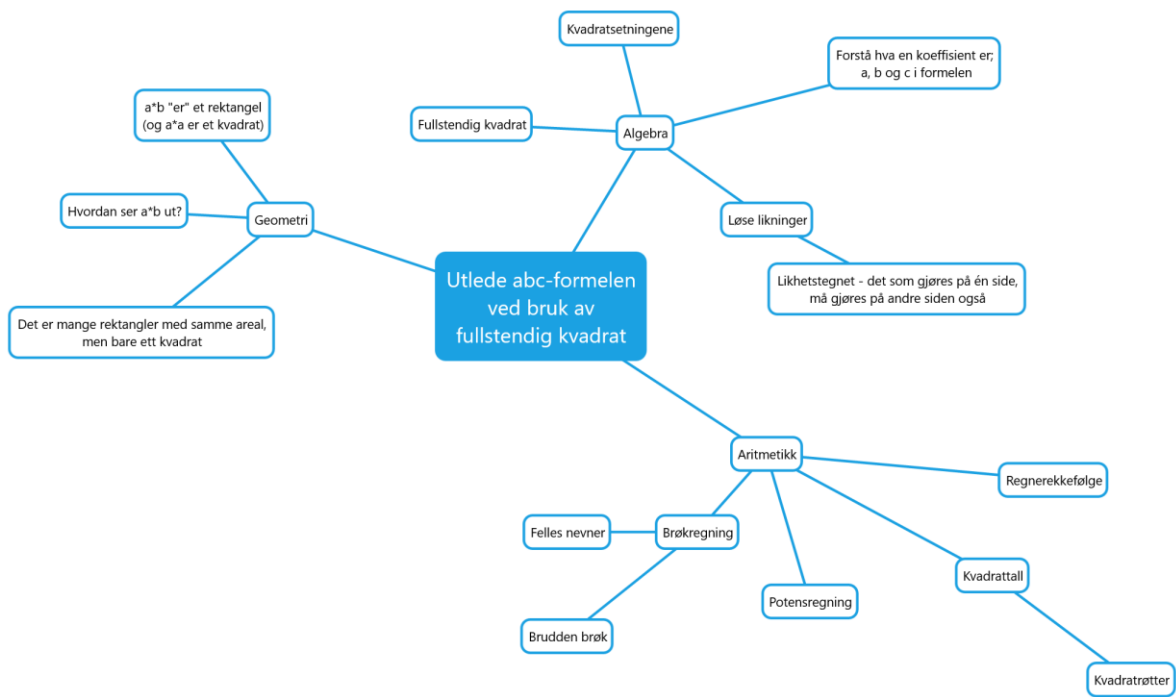 Kvadratsetningene
Forstå hva en koeffisient er;
a, b og c i formelen
a*b "er" et rektangel
(og a*a er et kvadrat)
Fullstendig kvadrat
Algebra
Hvordan ser a*b ut?
Geometri
Løse likninger
Likhetstegnet - det som gjøres på én side,
må gjøres på andre siden også
Utlede abc-formelen
ved bruk av
fullstendig kvadrat
Det er mange rektangler med samme areal,
men bare ett kvadrat
Aritmetikk
Regnerekkefølge
Felles nevner
Brøkregning
Kvadrattall
Potensregning
Brudden brøk
Kvadratrøtter